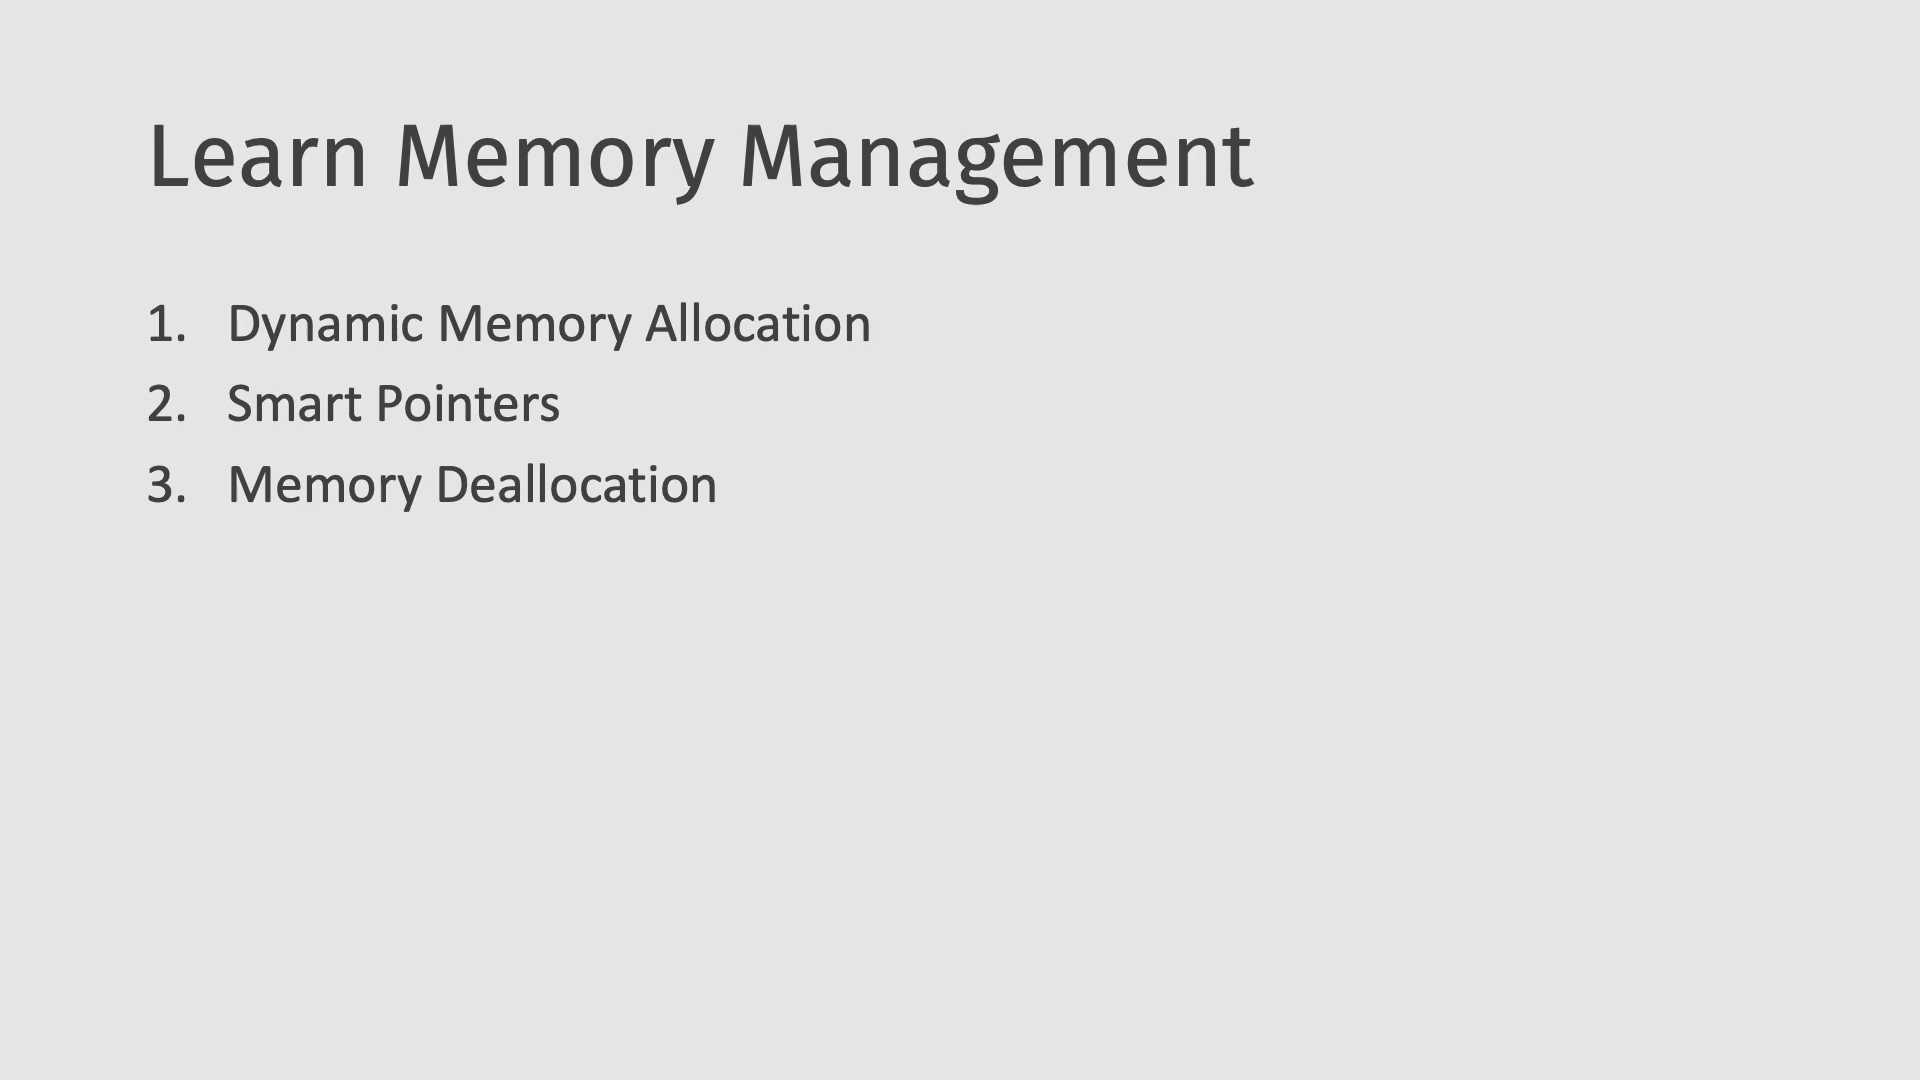 Learn Memory Management
1. Dynamic Memory Allocation
2. Smart Pointers
3. Memory Deallocation